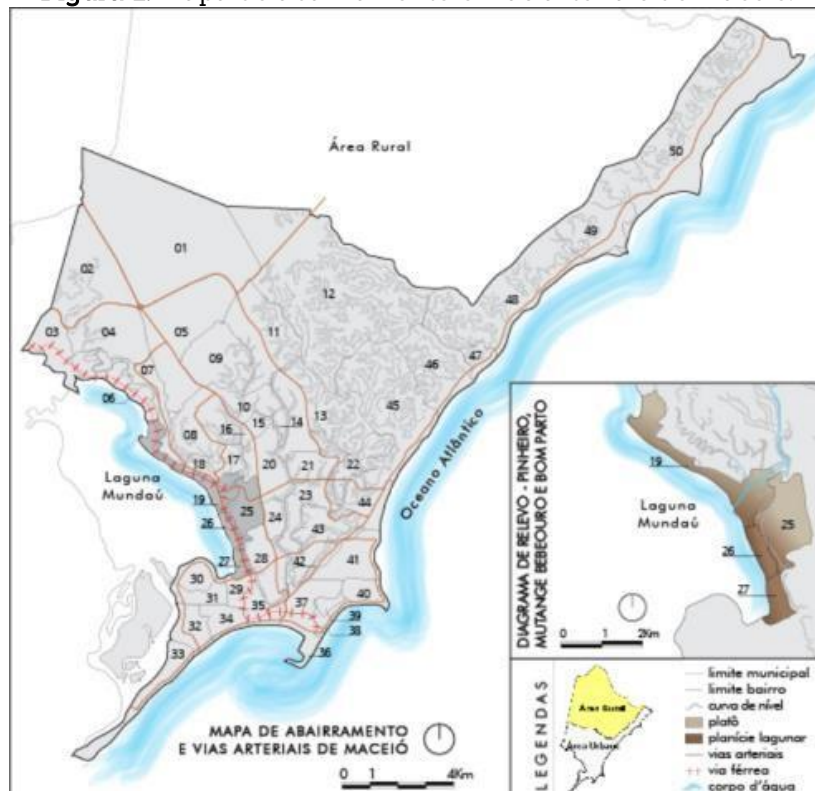 Área Rural
50
49
01
02
12
48
03
04
05
11
47
46
07
09
45
06
10
13
15
14
16
08
17
20
21
22
18
Laguna
Mundaú
19
23
44
25
24
26
43
Oceano Atlântico
27
28
42
41
30
29
31
35
37
40
32
34
39
38
33
36
MAPA DE ABAIRRAMENTO
E VIAS ARTERIAIS DE MACEIÓ
0 1 4Km
DIAGRAMA DE RELEVO - PINHEIRO,
MUTANGE BEBEOURO E BOM PARTO
19
Laguna
Mundaú
25
26
27
0 1 2Km
LEGENDAS
Área Rural
Área Urbana
limite municipal
limite bairro
curva de nível
platô
planície lagunar
vias arteriais
via férrea
corpo d'água